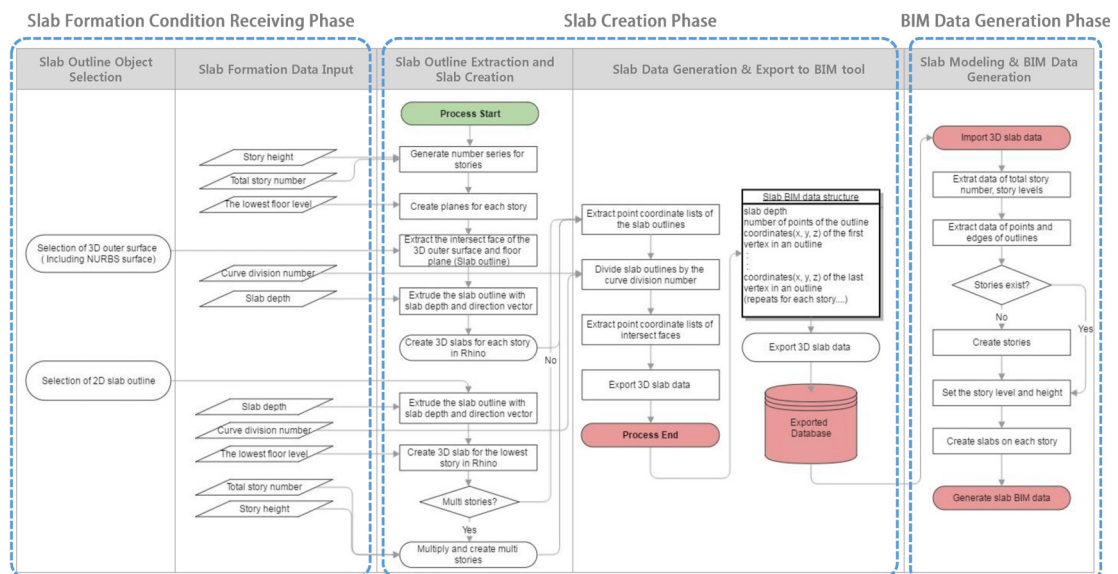 Slab Formation Condition Receiving Phase
Slab Creation Phase
BIM Data Generation Phase
Slab Outline Object
Selection
Slab Formation Data Input
Slab Outline Extraction and
Slab Creation
Slab Data Generation & Export to BIM tool
Slab Modeling & BIM Data
Generation
Selection of 3D outer surface
( Including NURBS surface)
Selection of 2D slab outline
Story height
Total story number
The lowest floor level
Curve division number
Slab depth
Slab depth
Curve division number
The lowest floor level
Total story number
Story height
Process Start
Generate number series for
stories
Create planes for each story
Extract the intersect face of the
3D outer surface and floor
plane (Slab outline)
Extrude the slab outline with
slab depth and direction vector
Create 3D slabs for each story
in Rhino
No
Extrude the slab outline with
slab depth and direction vector
Create 3D slab for the lowest
story in Rhino
Multi stories?
Yes
Multiply and create multi
stories
Extract point coordinate lists of
the slab outlines
Divide slab outlines by the
curve division number
Extract point coordinate lists of
intersect faces
Export 3D slab data
Process End
Slab BIM data structure
slab depth
number of points of the outline
coordinates(x, y, z) of the first
vertex in an outline
.
.
.
coordinates(x, y, z) of the last
vertex in an outline
(repeats for each story....)
Export 3D slab data
Exported
Database
Import 3D slab data
Extrat data of total story
number, story levels
Extract data of points and
edges of outlines
Stories exist?
No
Yes
Create stories
Set the story level and height
Create slabs on each story
Generate slab BIM data